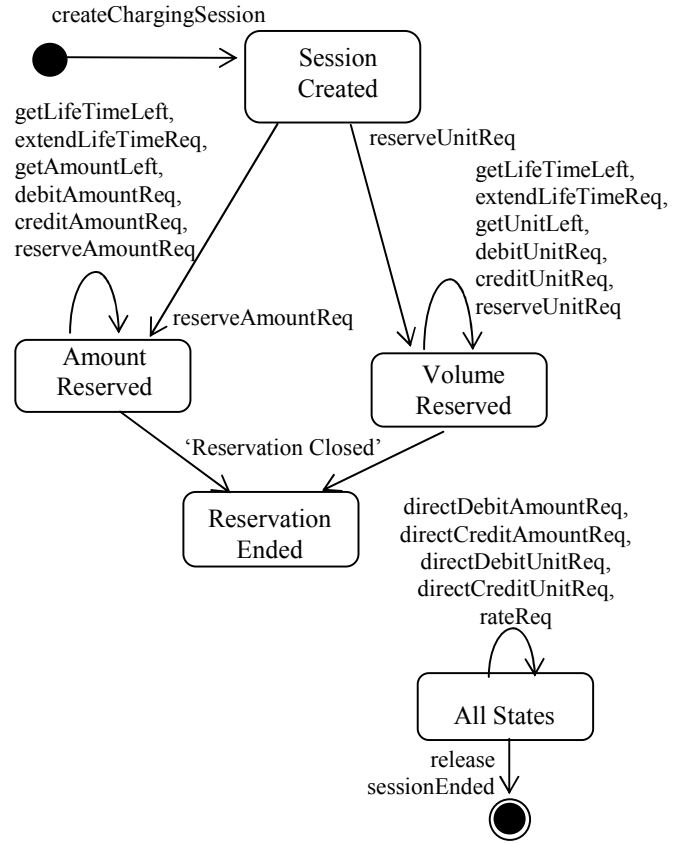 createChargingSession
Session
Created
getLifeTimeLeft,
extendLifeTimeReq,
getAmountLeft,
debitAmountReq,
creditAmountReq,
reserveAmountReq
reserveUnitReq
getLifeTimeLeft,
extendLifeTimeReq,
getUnitLeft,
debitUnitReq,
creditUnitReq,
reserveUnitReq
reserveAmountReq
Amount
Reserved
Volume
Reserved
‘Reservation Closed’
Reservation
Ended
directDebitAmountReq,
directCreditAmountReq,
directDebitUnitReq,
directCreditUnitReq,
rateReq
All States
release
sessionEnded